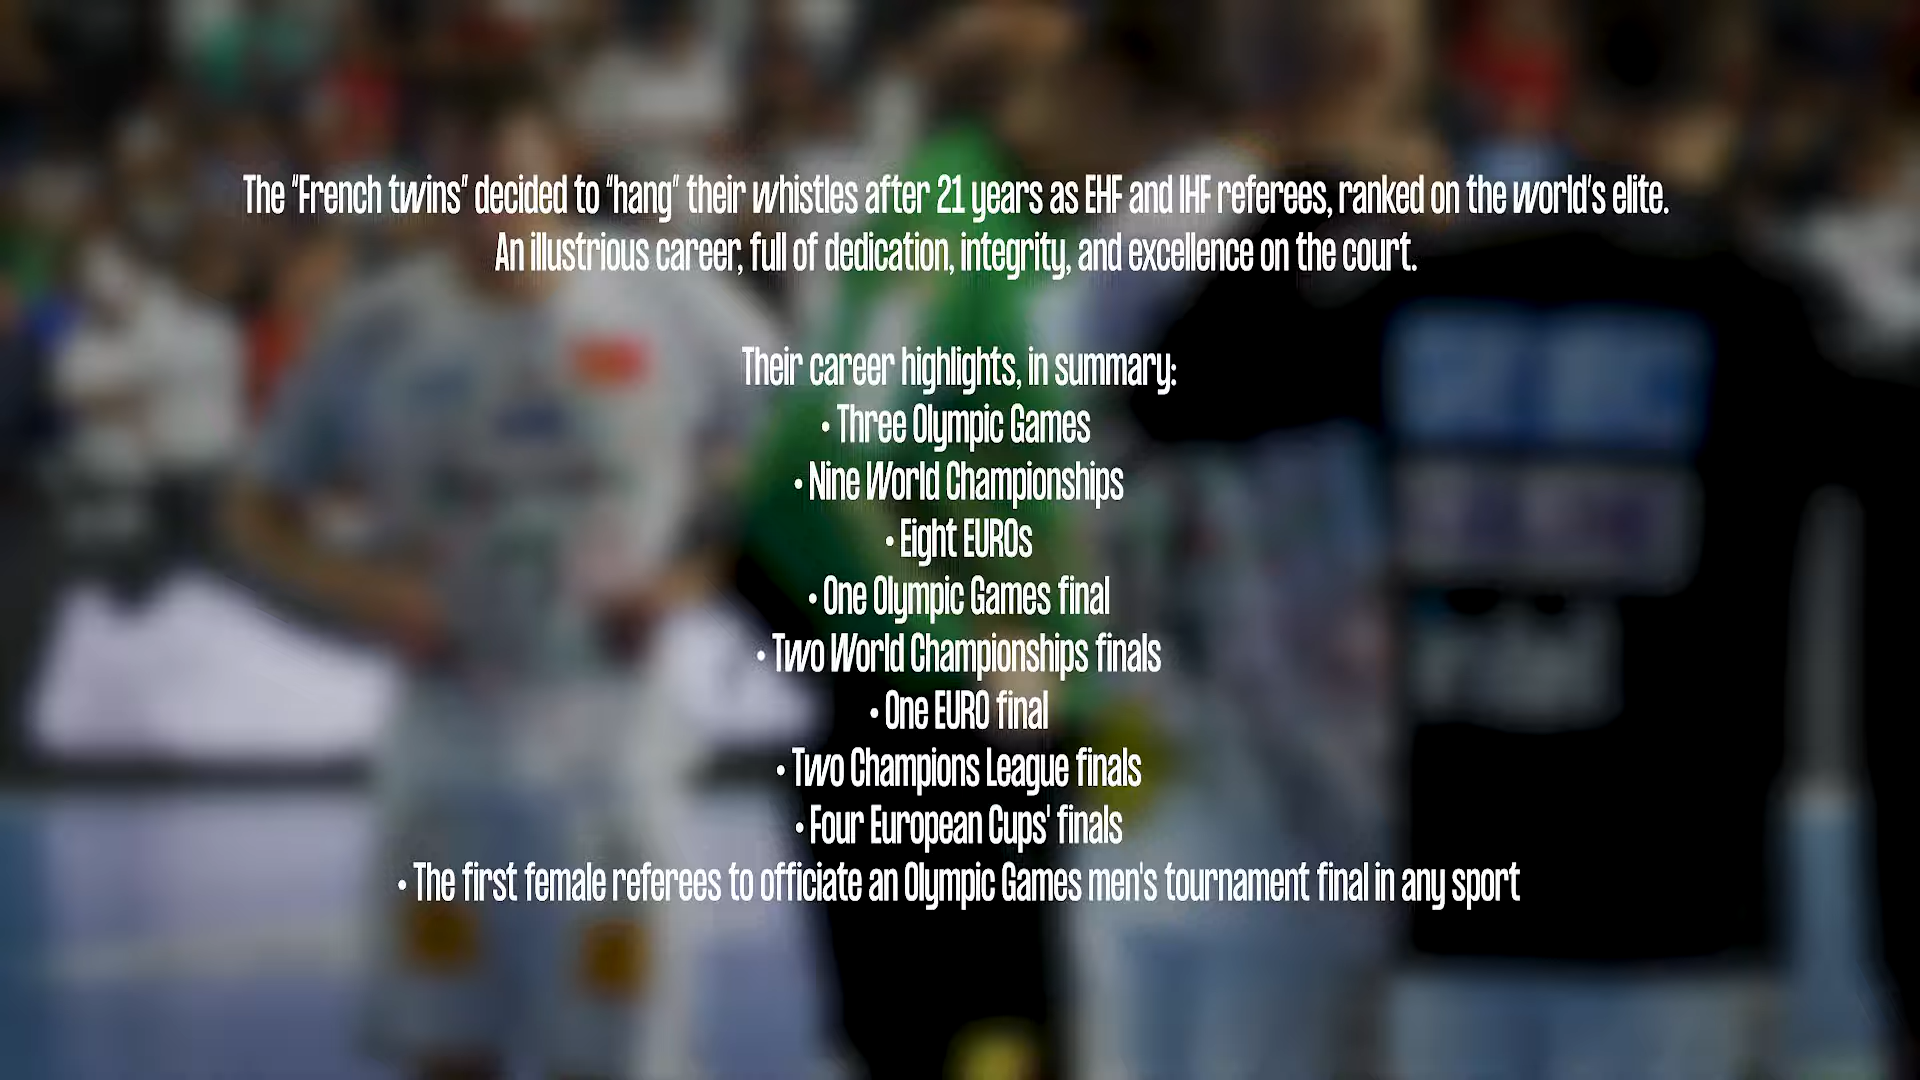 The "French twins" decided to "hang" their whistles after 21 years as EHF and IHF referees, ranked on the world's elite.
An illustrious career, full of dedication, integrity, and excellence on the court.
Their career highlights, in summary:
• Three Olympic Games
• Nine World Championships
• Eight EUROs
• One Olympic Games final
• Two World Championships finals
• One EURO final
• Two Champions League finals
• Four European Cups' finals
• The first female referees to officiate an Olympic Games men's tournament final in any sport